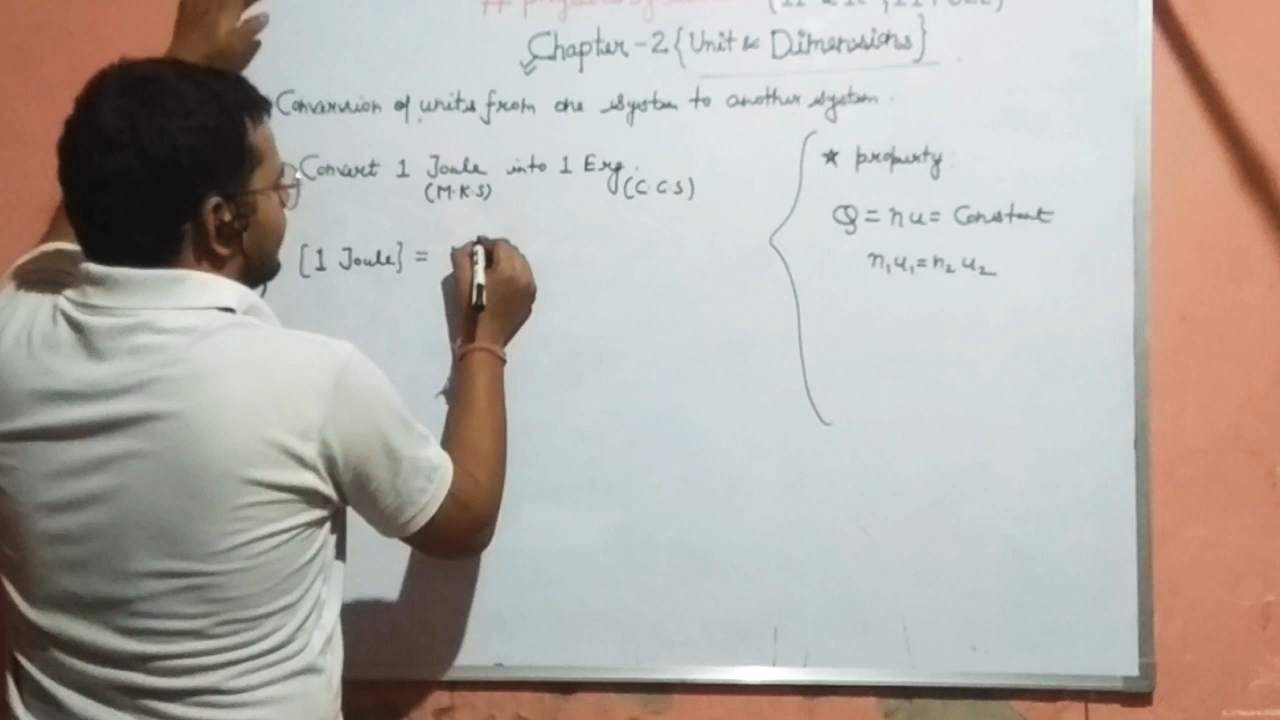 Chapter-2 {Unit & Dimensions}
Conversion of units from one system to another system.
Convert 1 Joule into 1 Erg.
(M.K.S) (C.G.S)
[1 Joule] =
★ property:
Q = nu = Constant
n₁u₁ = n₂u₂